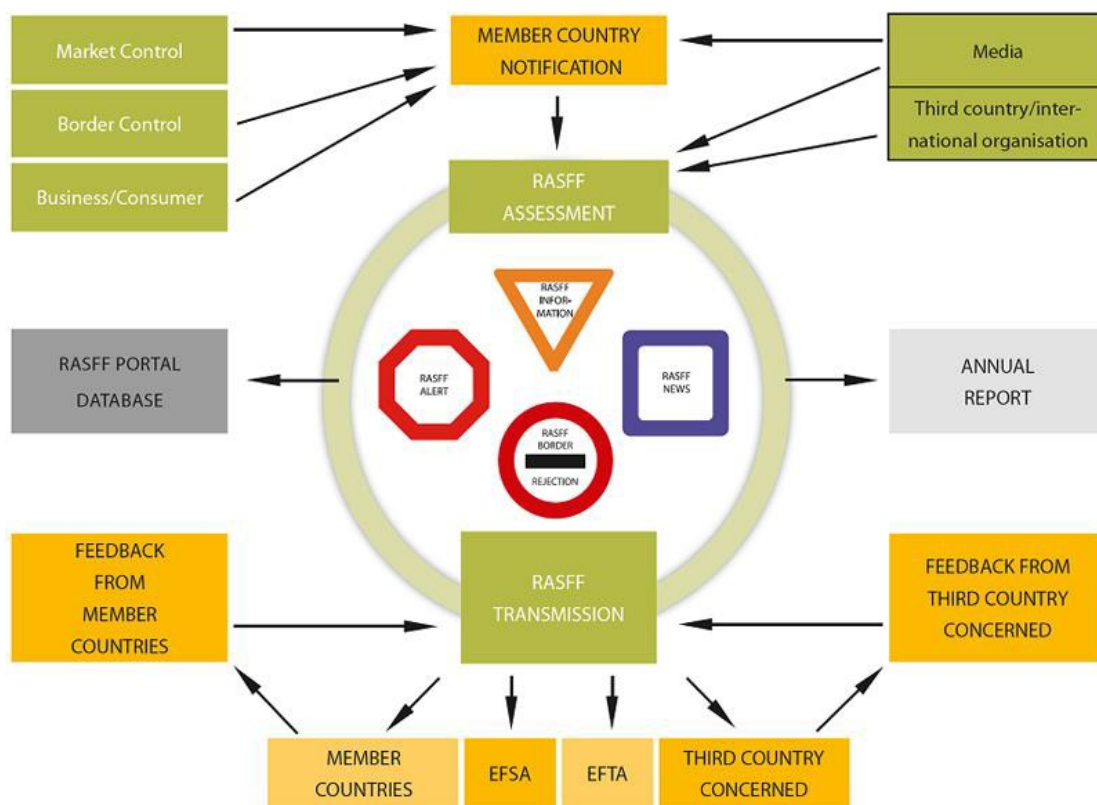 Market Control
Border Control
Business/Consumer
MEMBER COUNTRY
NOTIFICATION
Media
Third country/inter-
national organisation
RASFF
ASSESSMENT
RASFF
INFOR-
MATION
RASFF
ALERT
RASFF
NEWS
RASFF
BORDER
REJECTION
RASFF PORTAL
DATABASE
ANNUAL
REPORT
FEEDBACK
FROM
MEMBER
COUNTRIES
RASFF
TRANSMISSION
FEEDBACK FROM
THIRD COUNTRY
CONCERNED
MEMBER
COUNTRIES
EFSA
EFTA
THIRD COUNTRY
CONCERNED